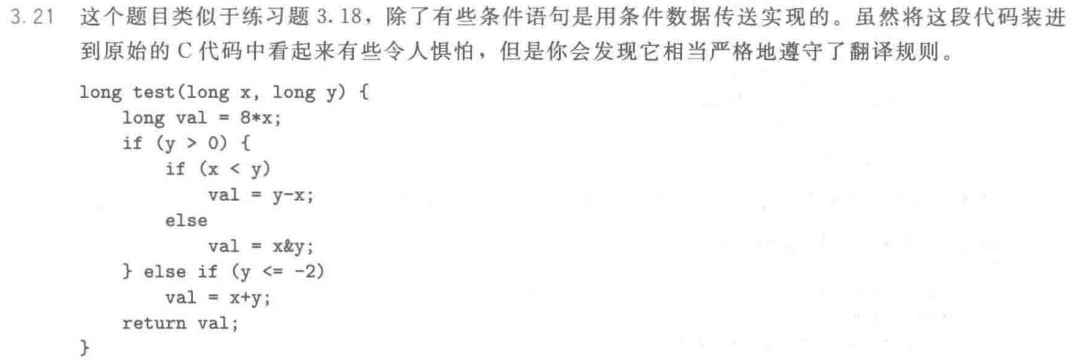 3.21 这个题目类似于练习题 3.18，除了有些条件语句是用条件数据传送实现的。虽然将这段代码装进
到原始的 C 代码中看起来有些令人惧怕，但是你会发现它相当严格地遵守了翻译规则。
long test(long x, long y) {
    long val = 8*x;
    if (y > 0) {
        if (x < y)
            val = y-x;
        else
            val = x&y;
    } else if (y <= -2)
        val = x+y;
    return val;
}